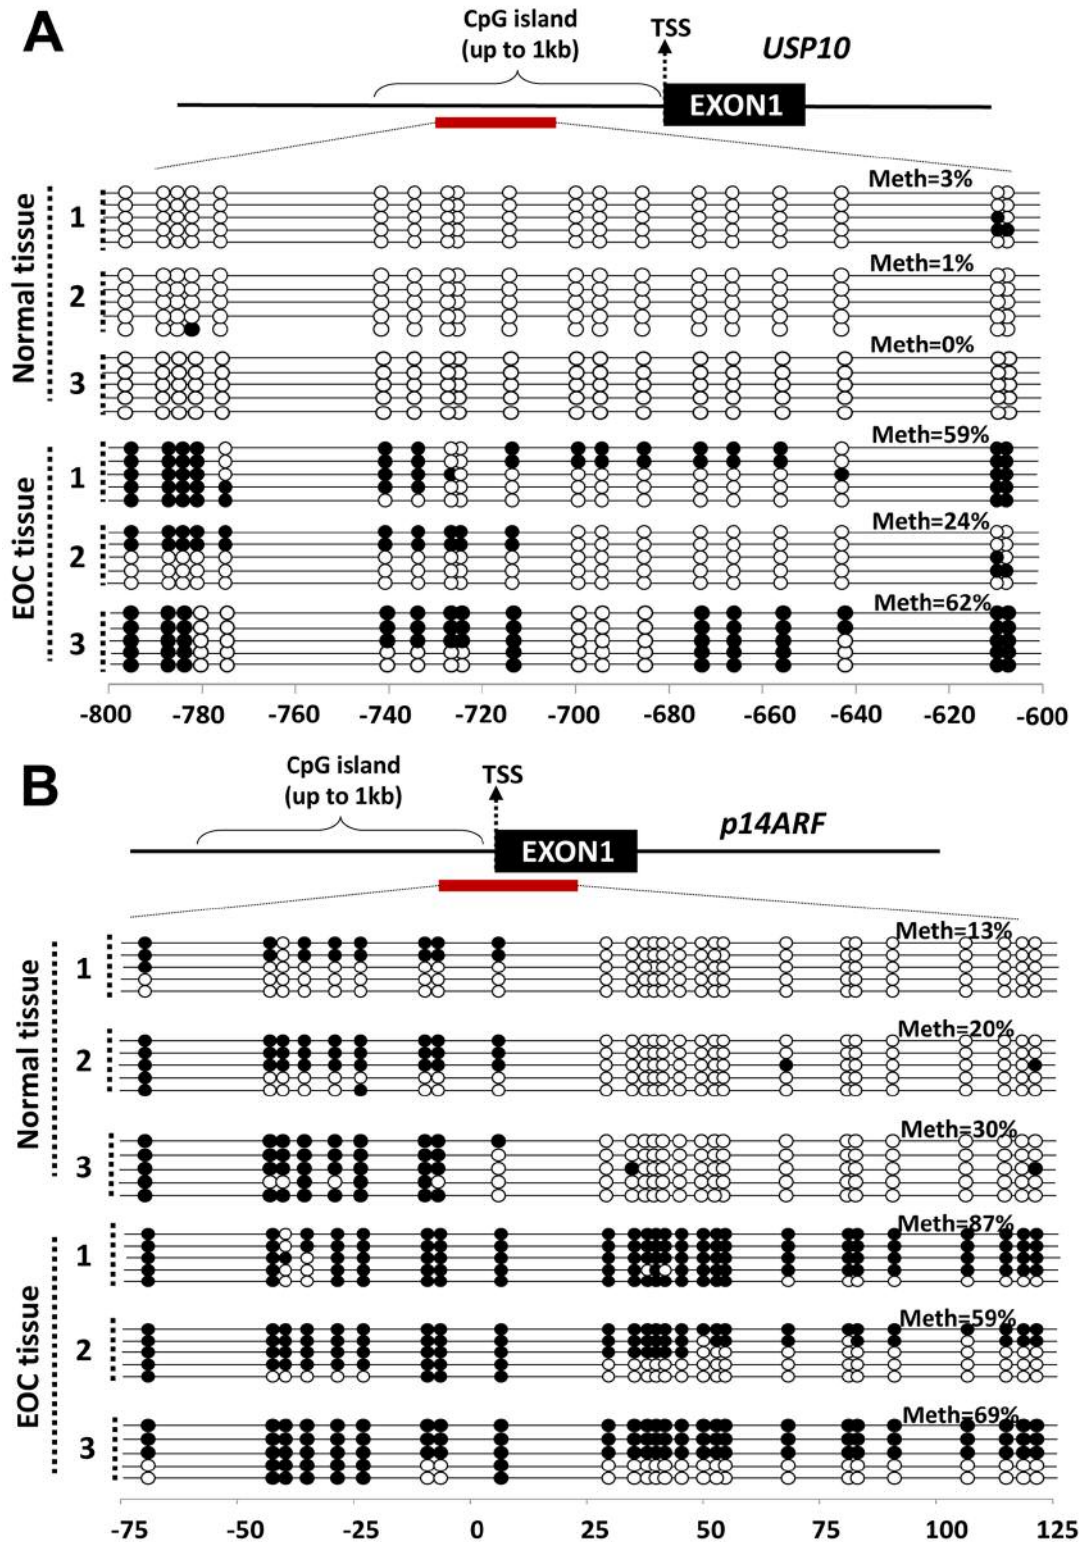 A
CpG island
(up to 1kb)
TSS
USP10
EXON1
Normal tissue
1
Meth=3%
2
Meth=1%
3
Meth=0%
EOC tissue
1
Meth=59%
2
Meth=24%
3
Meth=62%
-800 -780 -760 -740 -720 -700 -680 -660 -640 -620 -600
B
CpG island
(up to 1kb)
TSS
p14ARF
EXON1
Normal tissue
1
Meth=13%
2
Meth=20%
3
Meth=30%
EOC tissue
1
Meth=87%
2
Meth=59%
3
Meth=69%
-75 -50 -25 0 25 50 75 100 125